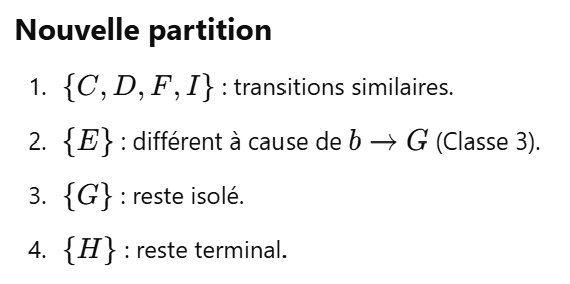 Nouvelle partition
1. {C, D, F, I} : transitions similaires.
2. {E} : différent à cause de b → G (Classe 3).
3. {G} : reste isolé.
4. {H} : reste terminal.